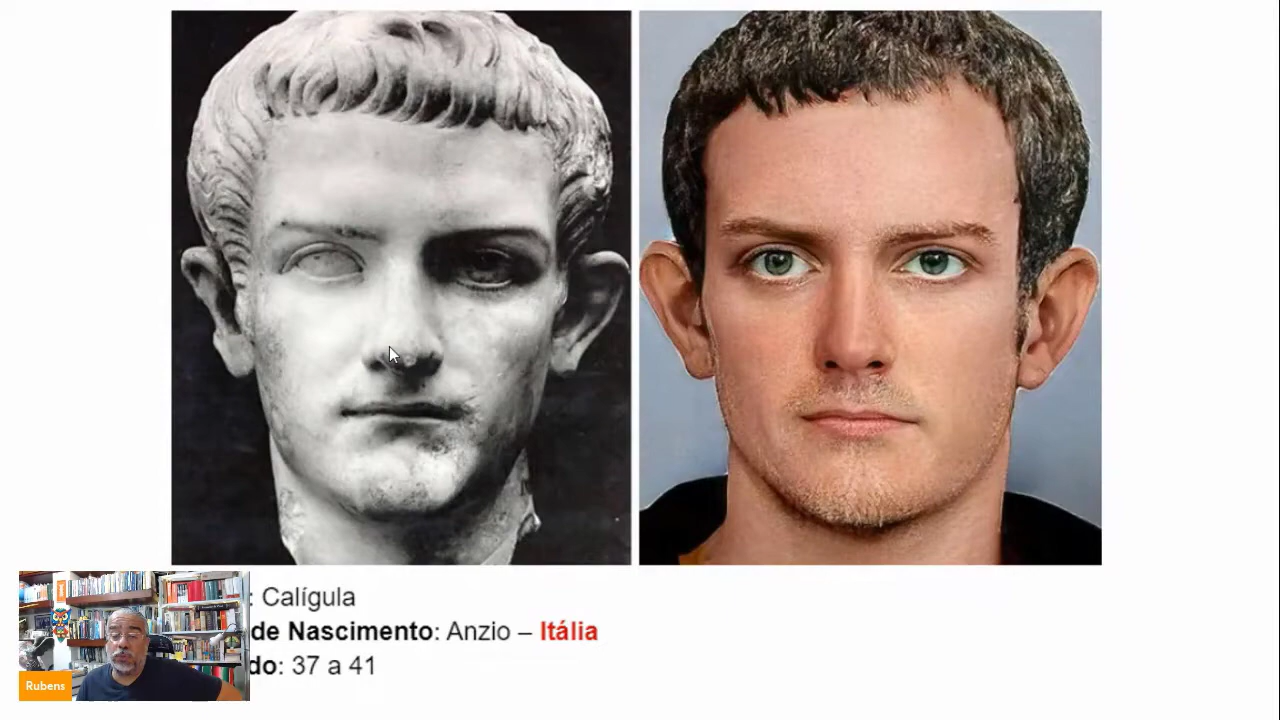 : Calígula
de Nascimento: Anzio – Itália
do: 37 a 41
Rubens